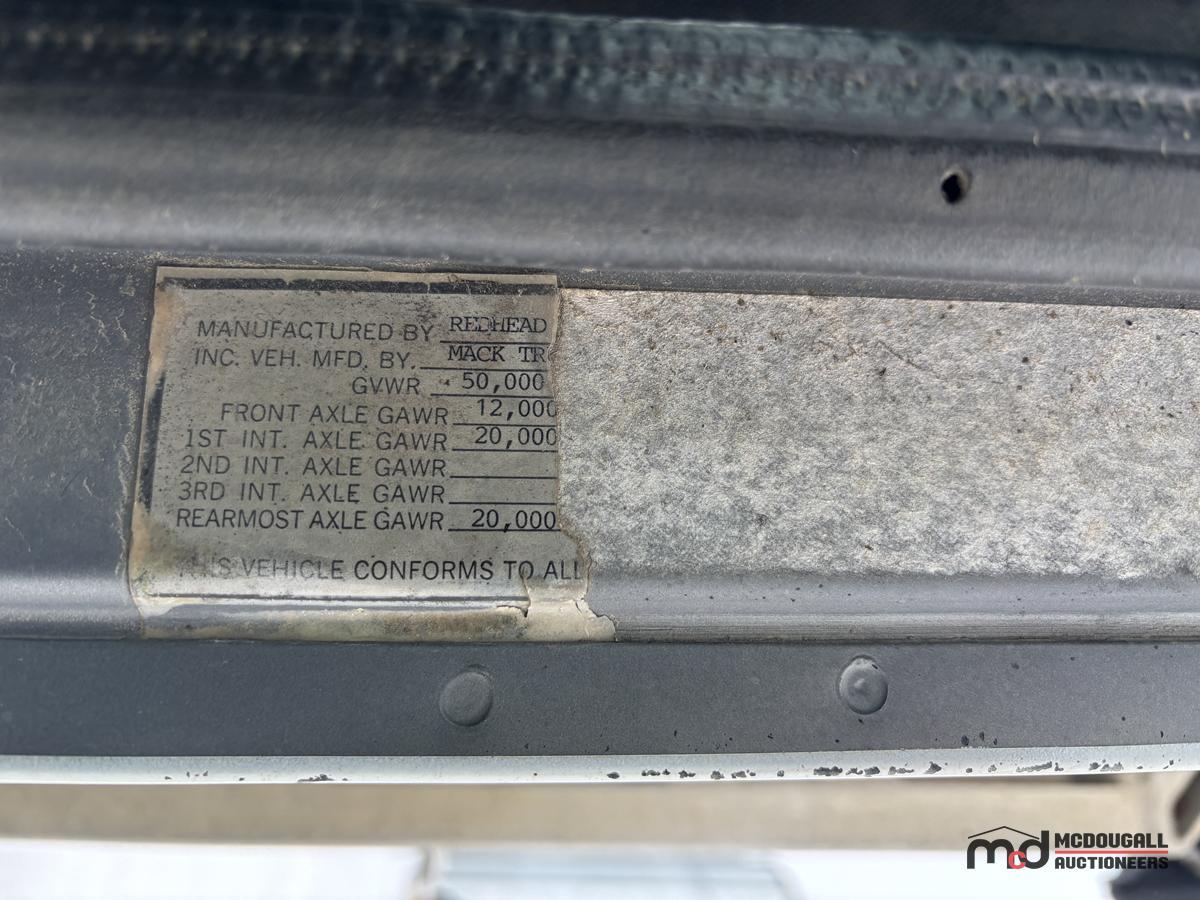 MANUFACTURED BY REDHEAD
INC. VEH. MFD. BY. MACK TR
GVWR 50,000
FRONT AXLE GAWR 12,000
1ST INT. AXLE GAWR 20,000
2ND INT. AXLE GAWR
3RD INT. AXLE GAWR
REARMOST AXLE GAWR 20,000
THIS VEHICLE CONFORMS TO ALL
mcd MCDOUGALL
AUCTIONEERS